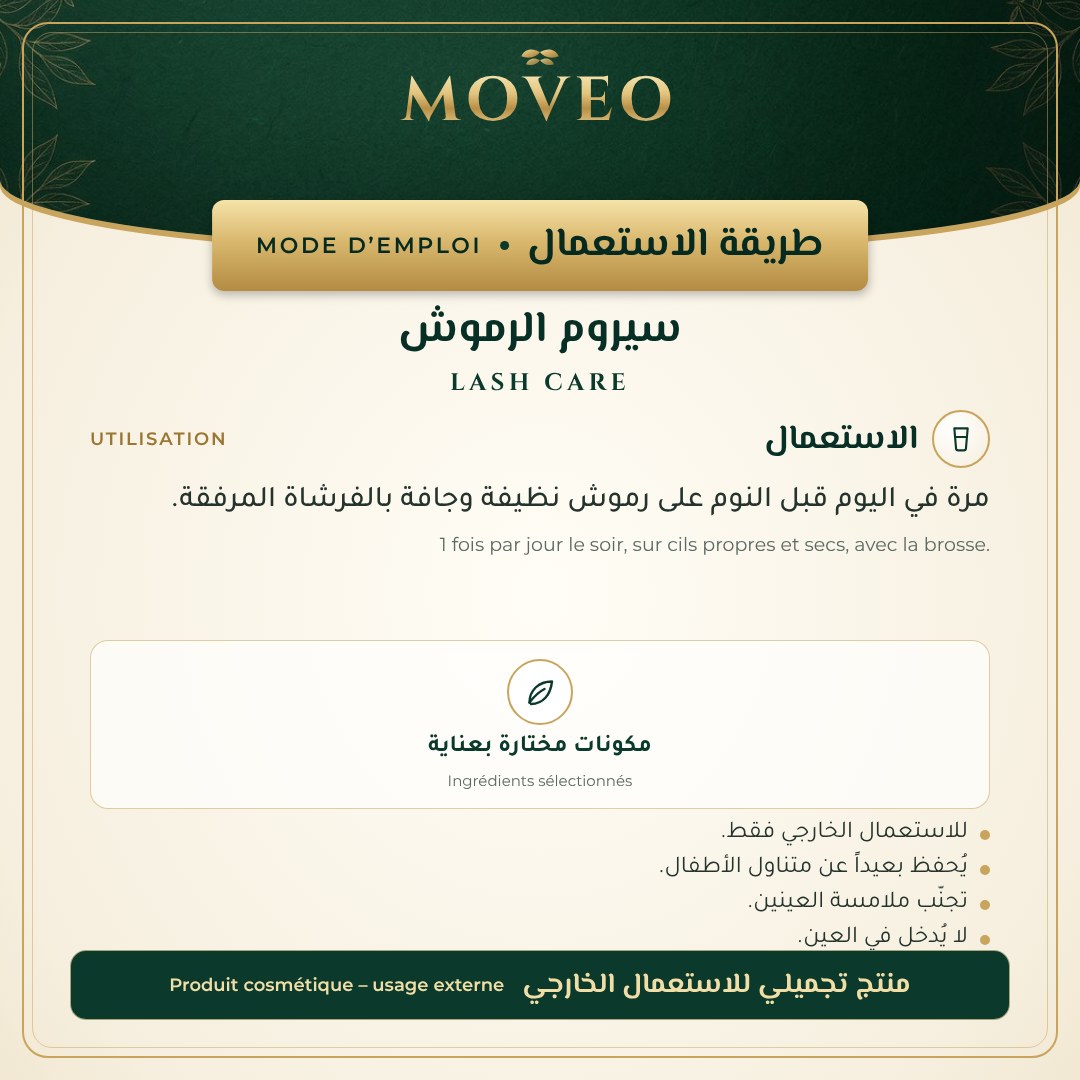 MOVEO
طريقة الاستعمال • MODE D’EMPLOI
سيروم الرموش
LASH CARE
الاستعمال
UTILISATION
مرة في اليوم قبل النوم على رموش نظيفة وجافة بالفرشاة المرفقة.
1 fois par jour le soir, sur cils propres et secs, avec la brosse.
مكونات مختارة بعناية
Ingrédients sélectionnés
للاستعمال الخارجي فقط.
يُحفظ بعيداً عن متناول الأطفال.
تجنّب ملامسة العينين.
لا يُدخل في العين.
منتج تجميلي للاستعمال الخارجي Produit cosmétique – usage externe